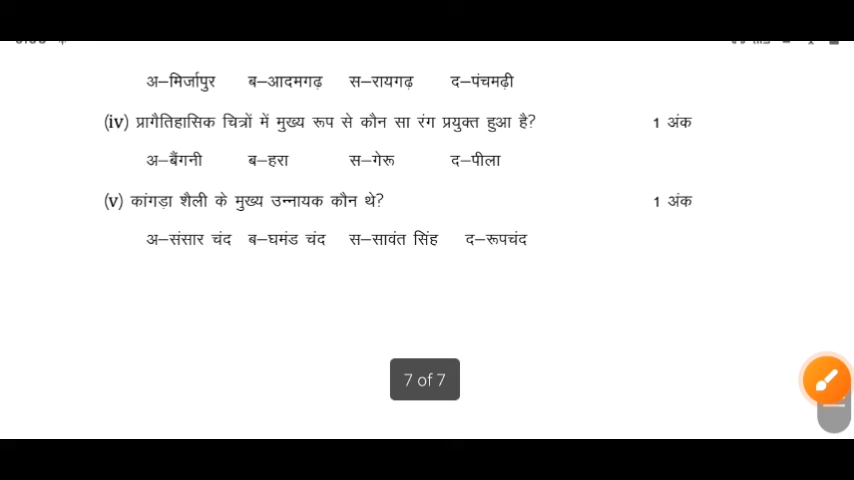 अ–मिर्जापुर ब–आदमगढ़ स–रायगढ़ द–पंचमढ़ी
(iv) प्रागैतिहासिक चित्रों में मुख्य रूप से कौन सा रंग प्रयुक्त हुआ है? 1 अंक
अ–बैंगनी ब–हरा स–गेरू द–पीला
(v) कांगड़ा शैली के मुख्य उन्नायक कौन थे? 1 अंक
अ–संसार चंद ब–घमंड चंद स–सावंत सिंह द–रूपचंद
7 of 7